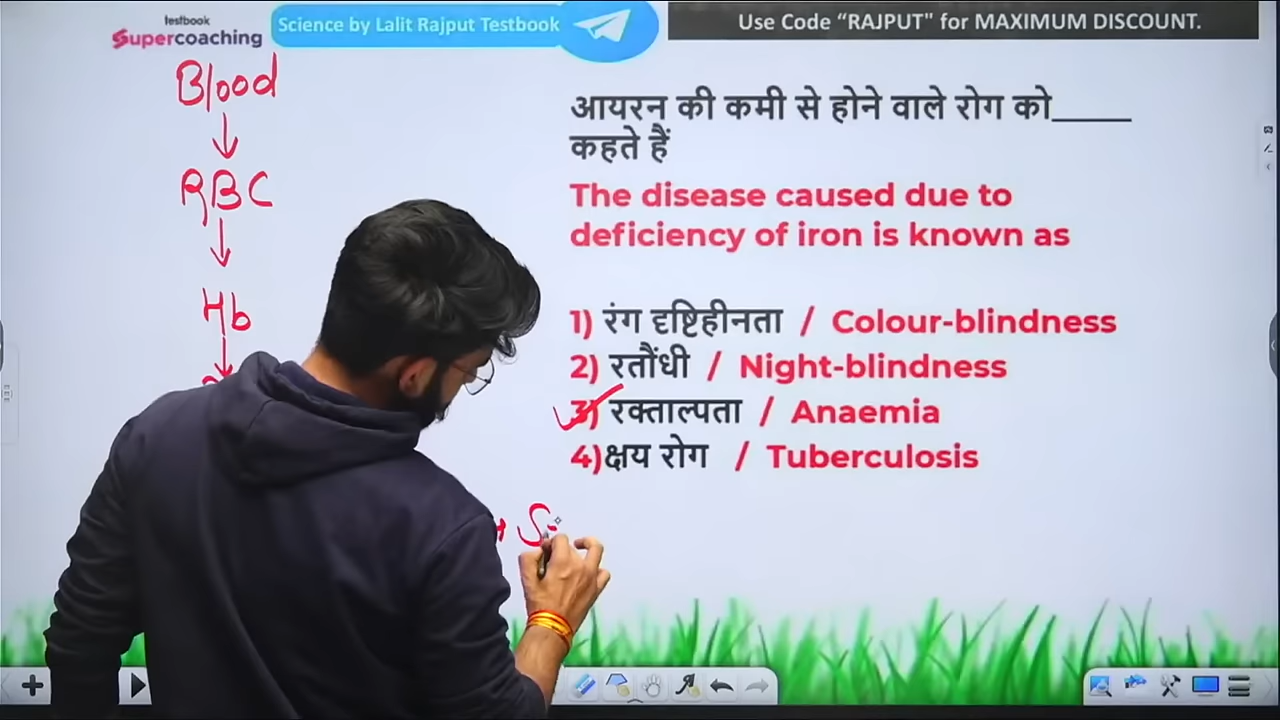 testbook
Supercoaching
Science by Lalit Rajput Testbook
Use Code “RAJPUT" for MAXIMUM DISCOUNT.
Blood
RBC
Hb
आयरन की कमी से होने वाले रोग को_____
कहते हैं
The disease caused due to
deficiency of iron is known as
1) रंग दृष्टिहीनता / Colour-blindness
2) रतौंधी / Night-blindness
3) रक्ताल्पता / Anaemia
4)क्षय रोग / Tuberculosis